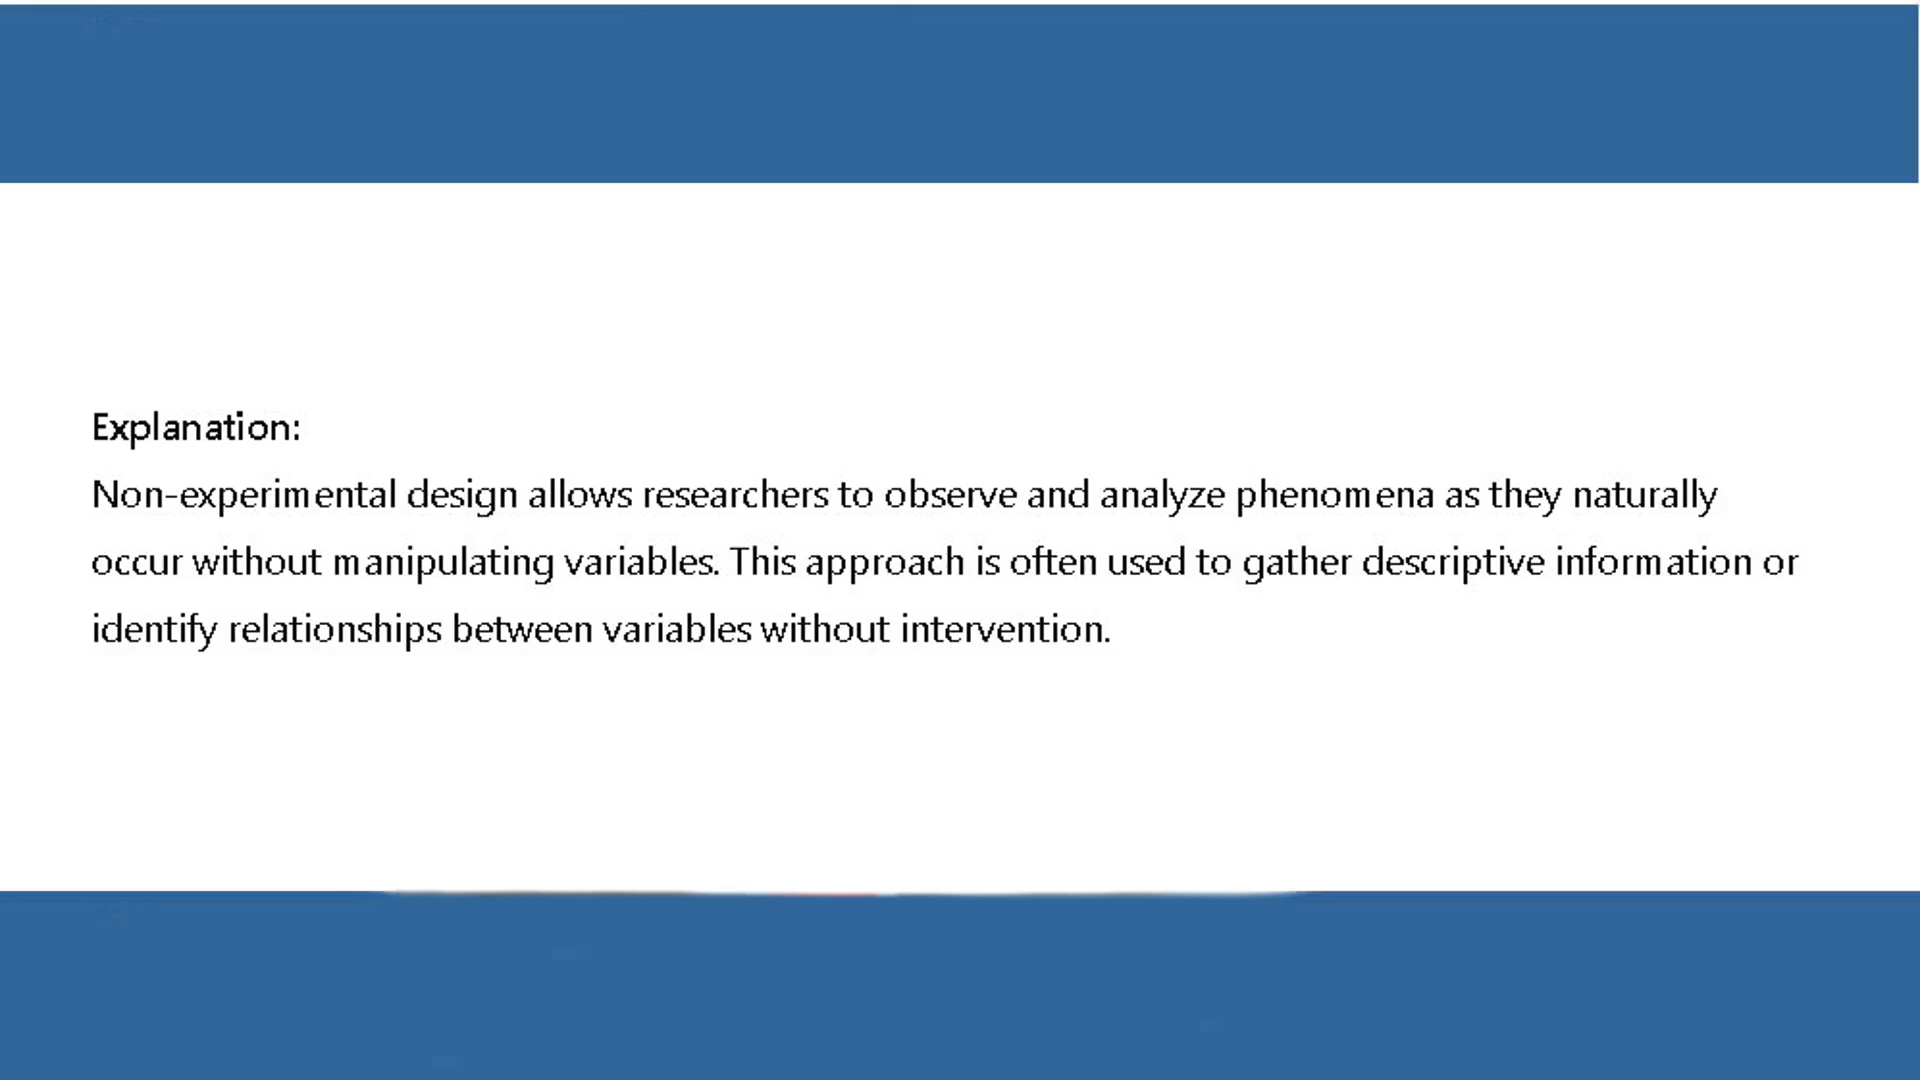 Explanation:
Non-experimental design allows researchers to observe and analyze phenomena as they naturally
occur without manipulating variables. This approach is often used to gather descriptive information or
identify relationships between variables without intervention.